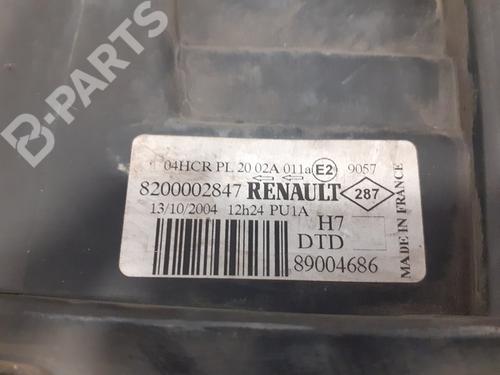 04HCR PL 20 02A 011a E2 9057
8200002847 RENAULT 287
13/10/2004 12h24 PU1A
H7
DTD
89004686
MADE IN FRANCE
B-PARTS